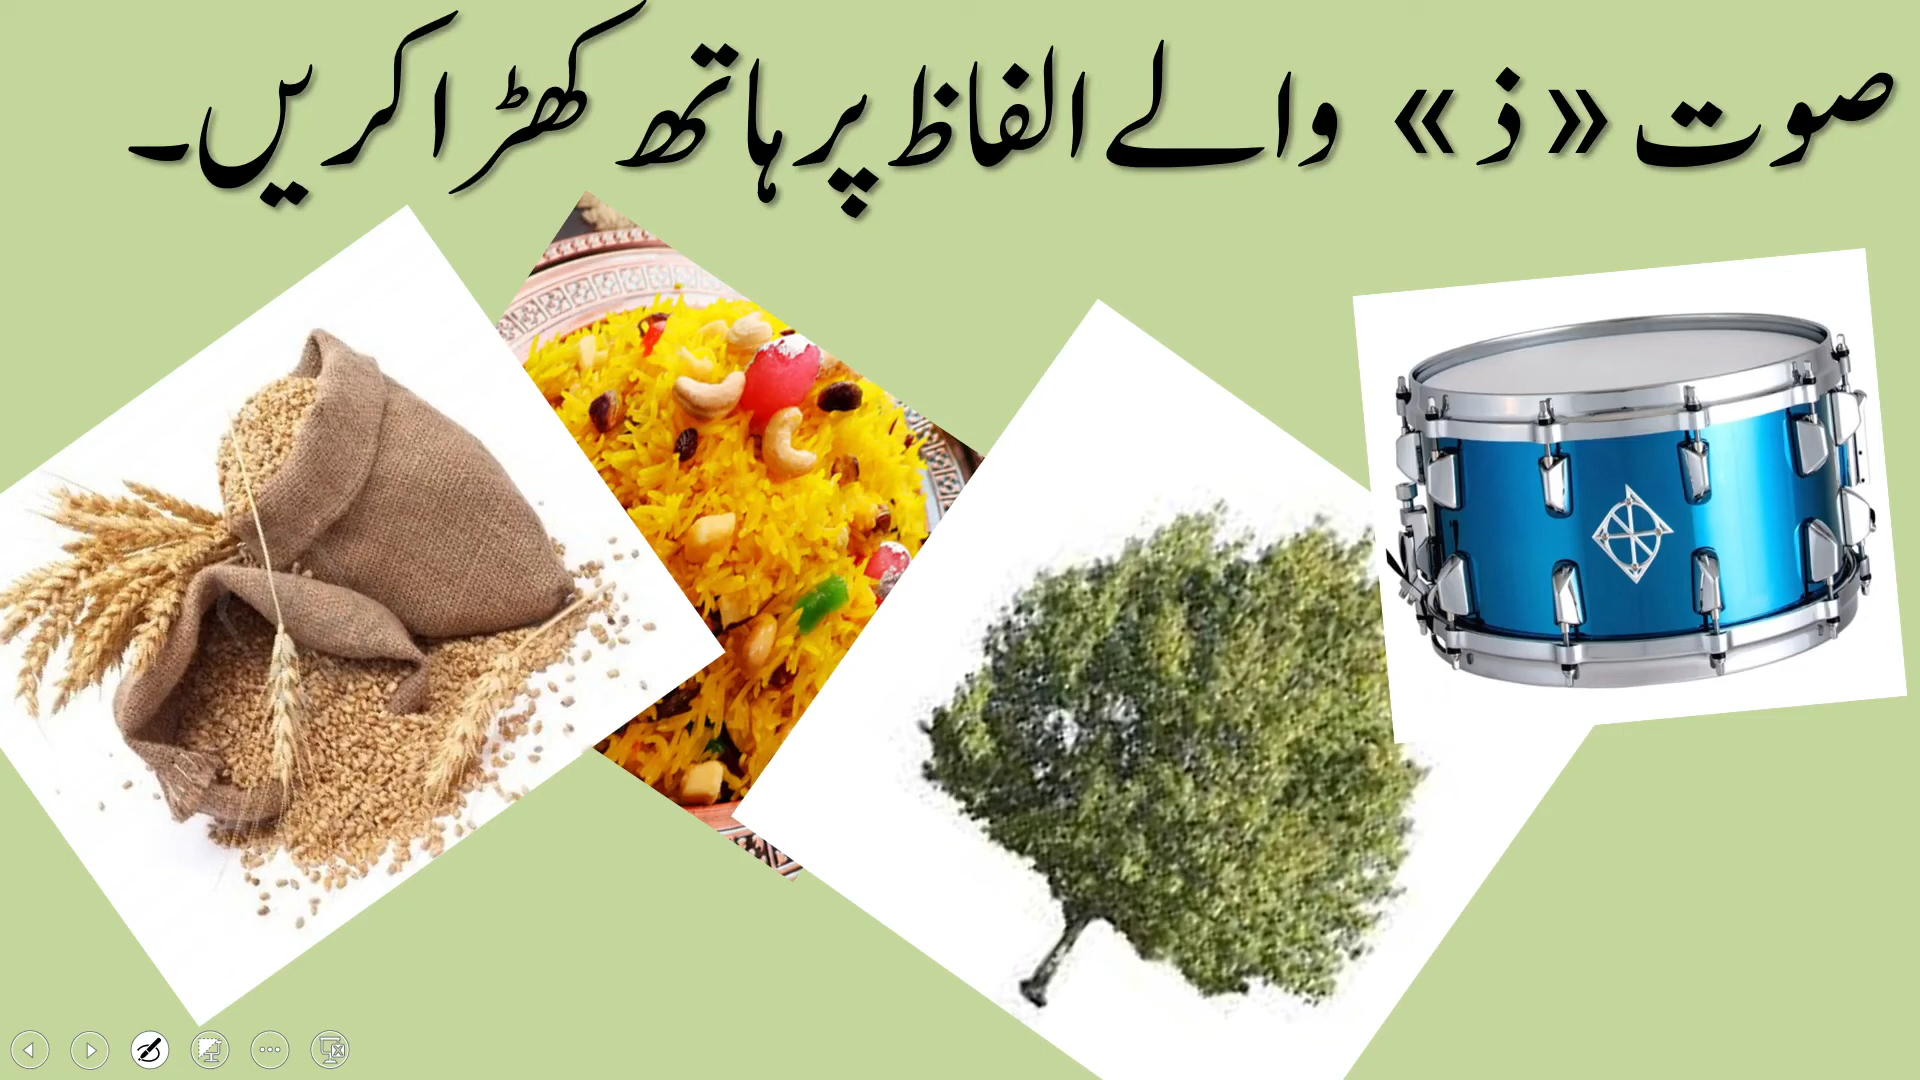 صوت «ذ» والے الفاظ پر ہاتھ کھڑا کریں۔